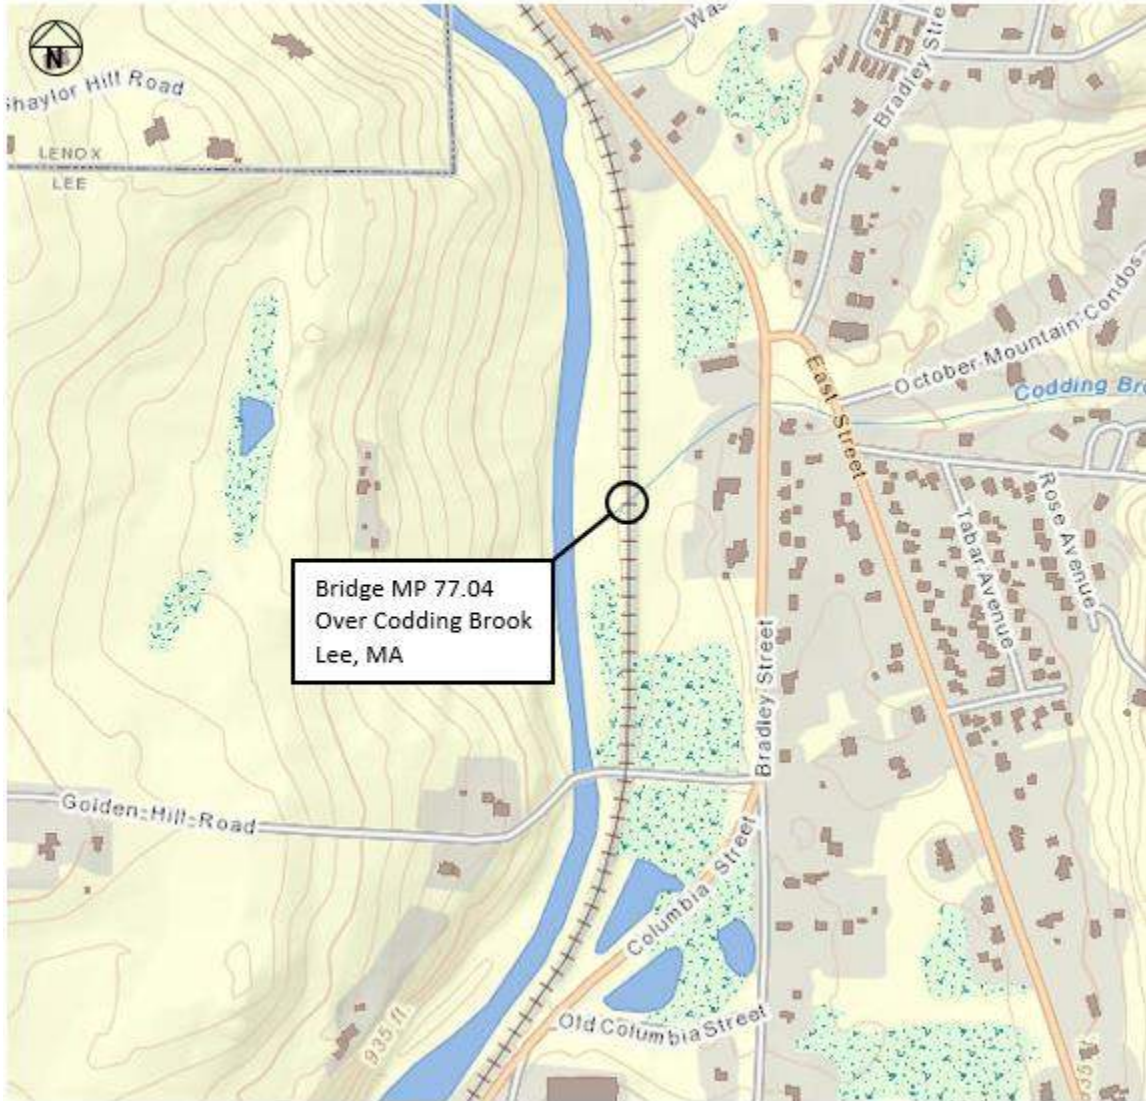 N
Shaylor Hill Road
LENOX
LEE
Bradley Stre
October Mountain Condos
Codding Br
East Street
Rose Avenue
Tabar Avenue
Bridge MP 77.04
Over Codding Brook
Lee, MA
Bradley Street
Golden Hill Road
Columbia Street
Old Columbia Street
935 ft.